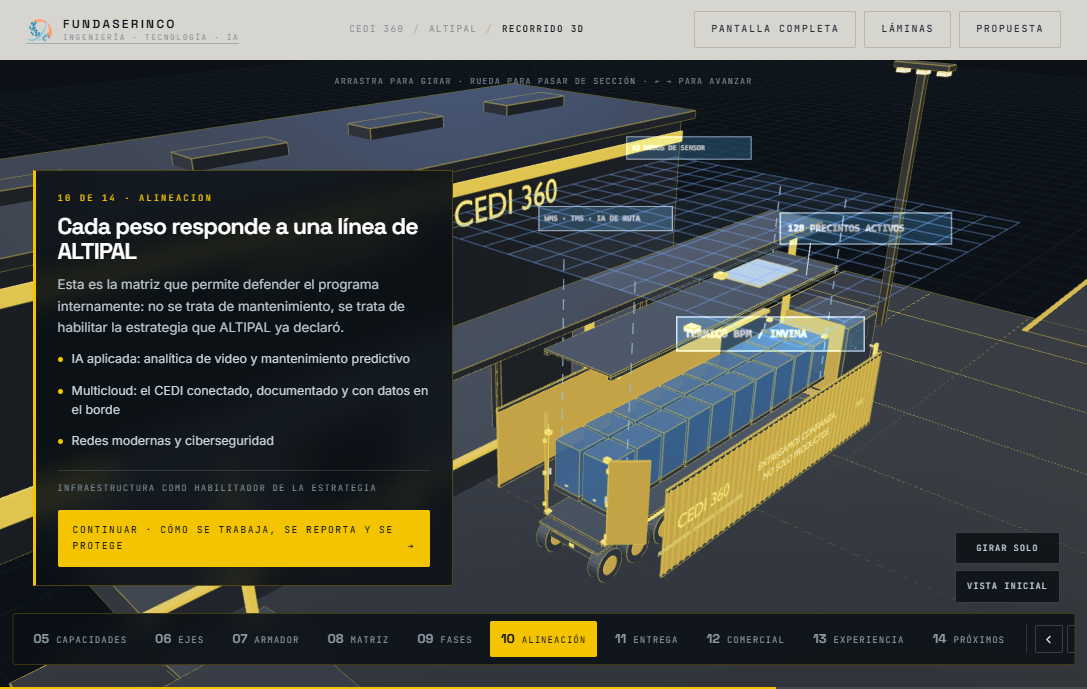 FUNDASERINCO
INGENIERÍA · TECNOLOGÍA · IA
CEDI 360 / ALTIPAL / RECORRIDO 3D
PANTALLA COMPLETA
LÁMINAS
PROPUESTA
ARRASTRA PARA GIRAR · RUEDA PARA PASAR DE SECCIÓN · ← → PARA AVANZAR
DE SENSOR
CEDI 360
WMS · TMS · IA DE RUTA
128 PRECINTOS ACTIVOS
TÉRMICO BPM / INVIMA
ENTREGAMOS CONFIANZA
NO SOLO PRODUCTOS
CEDI 360
10 DE 14 · ALINEACION
Cada peso responde a una línea de
ALTIPAL
Esta es la matriz que permite defender el programa
internamente: no se trata de mantenimiento, se trata de
habilitar la estrategia que ALTIPAL ya declaró.
IA aplicada: analítica de video y mantenimiento predictivo
Multicloud: el CEDI conectado, documentado y con datos en
el borde
Redes modernas y ciberseguridad
INFRAESTRUCTURA COMO HABILITADOR DE LA ESTRATEGIA
CONTINUAR · CÓMO SE TRABAJA, SE REPORTA Y SE
PROTEGE →
GIRAR SOLO
VISTA INICIAL
05 CAPACIDADES
06 EJES
07 ARMADOR
08 MATRIZ
09 FASES
10 ALINEACIÓN
11 ENTREGA
12 COMERCIAL
13 EXPERIENCIA
14 PRÓXIMOS